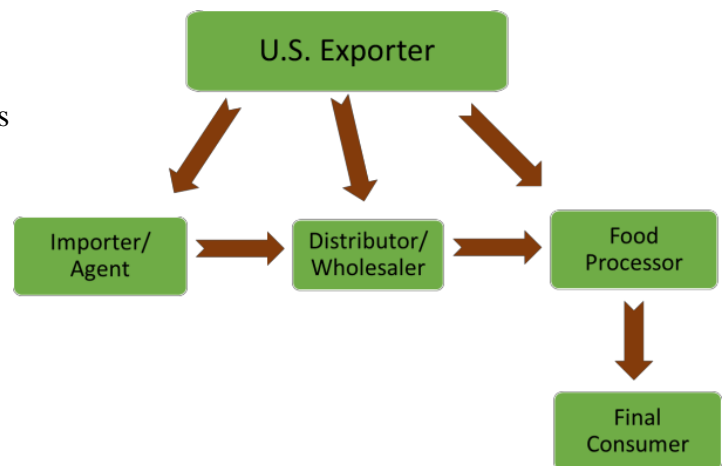 U.S. Exporter
s
Importer/
Agent
Distributor/
Wholesaler
Food
Processor
Final
Consumer